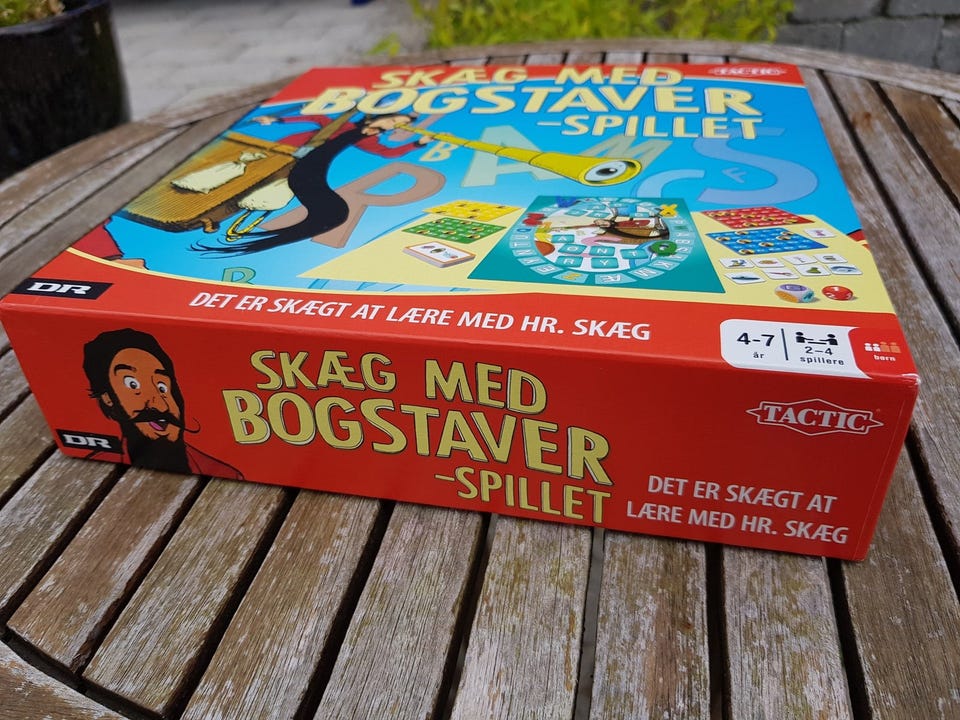 SKÆG MED
BOGSTAVER
-SPILLET
TACTIC
DR
DET ER SKÆGT AT LÆRE MED HR. SKÆG
4-7
år
2-4
spillere
børn
SKÆG MED
BOGSTAVER
-SPILLET
DR
TACTIC
DET ER SKÆGT AT
LÆRE MED HR. SKÆG